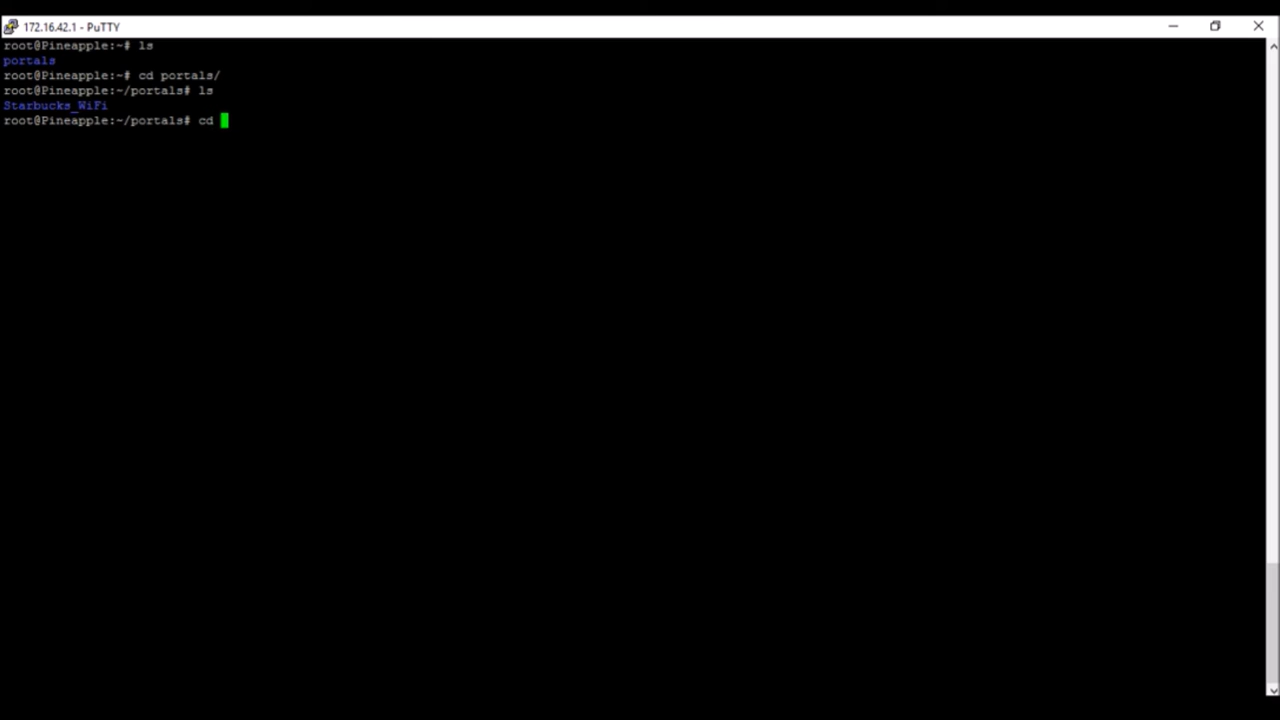 172.16.42.1 - PuTTY
root@Pineapple:~# ls
portals
root@Pineapple:~# cd portals/
root@Pineapple:~/portals# ls
Starbucks_WiFi
root@Pineapple:~/portals# cd